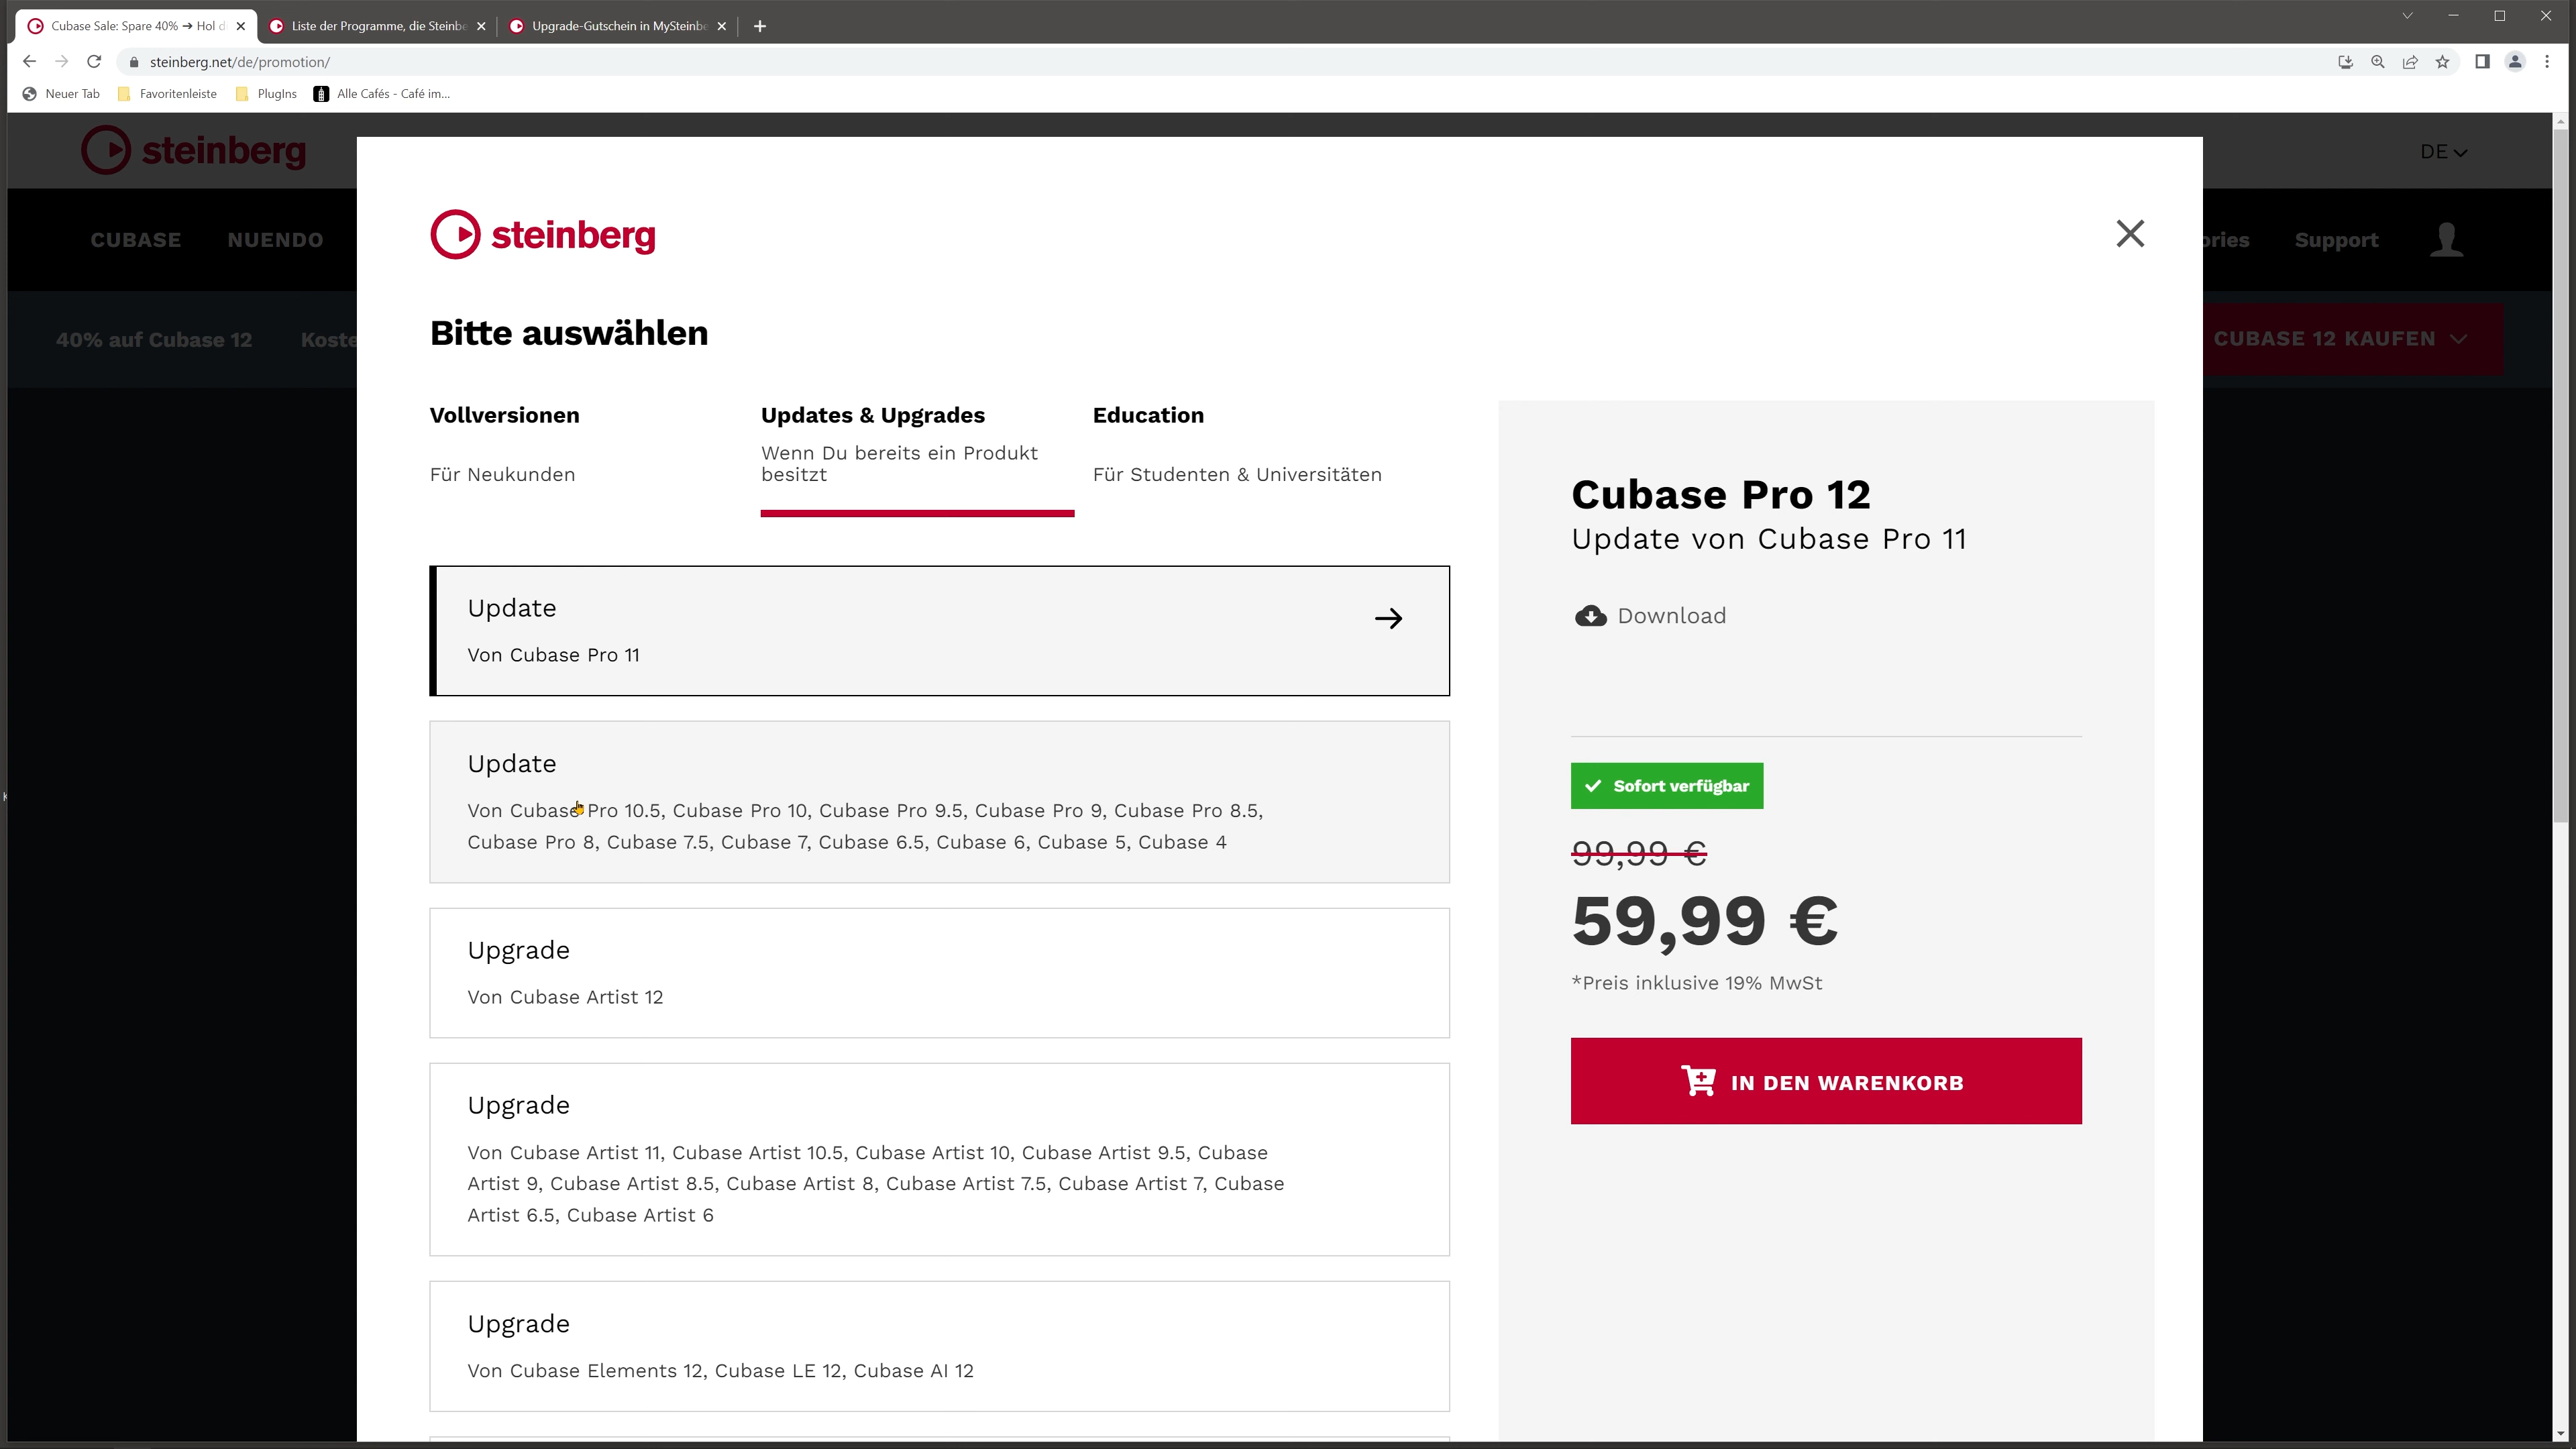 Cubase Sale: Spare 40% ➔ Hol d
Liste der Programme, die Steinbe
Upgrade-Gutschein in MySteinbe
steinberg.net/de/promotion/
Neuer Tab
Favoritenleiste
PlugIns
Alle Cafés - Café im...
steinberg
DE
CUBASE
NUENDO
ories
Support
40% auf Cubase 12
Koste
CUBASE 12 KAUFEN
steinberg
Bitte auswählen
Vollversionen
Für Neukunden
Updates & Upgrades
Wenn Du bereits ein Produkt
besitzt
Education
Für Studenten & Universitäten
Update
Von Cubase Pro 11
Update
Von Cubase Pro 10.5, Cubase Pro 10, Cubase Pro 9.5, Cubase Pro 9, Cubase Pro 8.5,
Cubase Pro 8, Cubase 7.5, Cubase 7, Cubase 6.5, Cubase 6, Cubase 5, Cubase 4
Upgrade
Von Cubase Artist 12
Upgrade
Von Cubase Artist 11, Cubase Artist 10.5, Cubase Artist 10, Cubase Artist 9.5, Cubase
Artist 9, Cubase Artist 8.5, Cubase Artist 8, Cubase Artist 7.5, Cubase Artist 7, Cubase
Artist 6.5, Cubase Artist 6
Upgrade
Von Cubase Elements 12, Cubase LE 12, Cubase AI 12
Cubase Pro 12
Update von Cubase Pro 11
Download
Sofort verfügbar
99,99 €
59,99 €
*Preis inklusive 19% MwSt
IN DEN WARENKORB